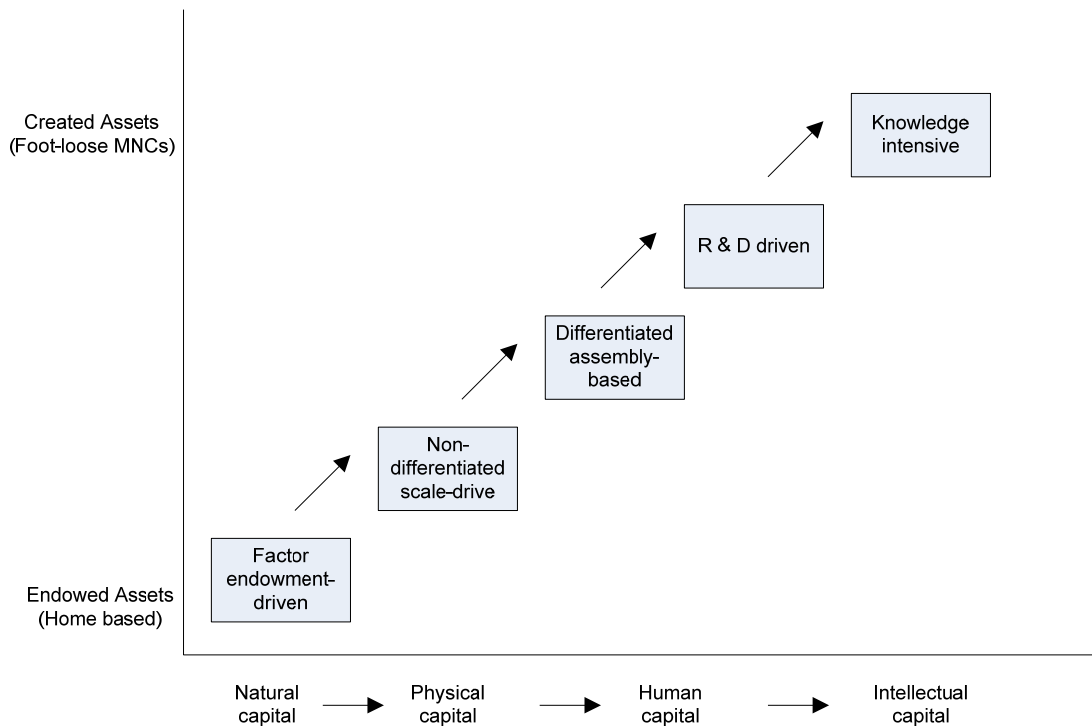 Created Assets
(Foot-loose MNCs)
Knowledge
intensive
R & D driven
Differentiated
assembly-
based
Non-
differentiated
scale-drive
Factor
endowment-
driven
Endowed Assets
(Home based)
Natural
capital
Physical
capital
Human
capital
Intellectual
capital